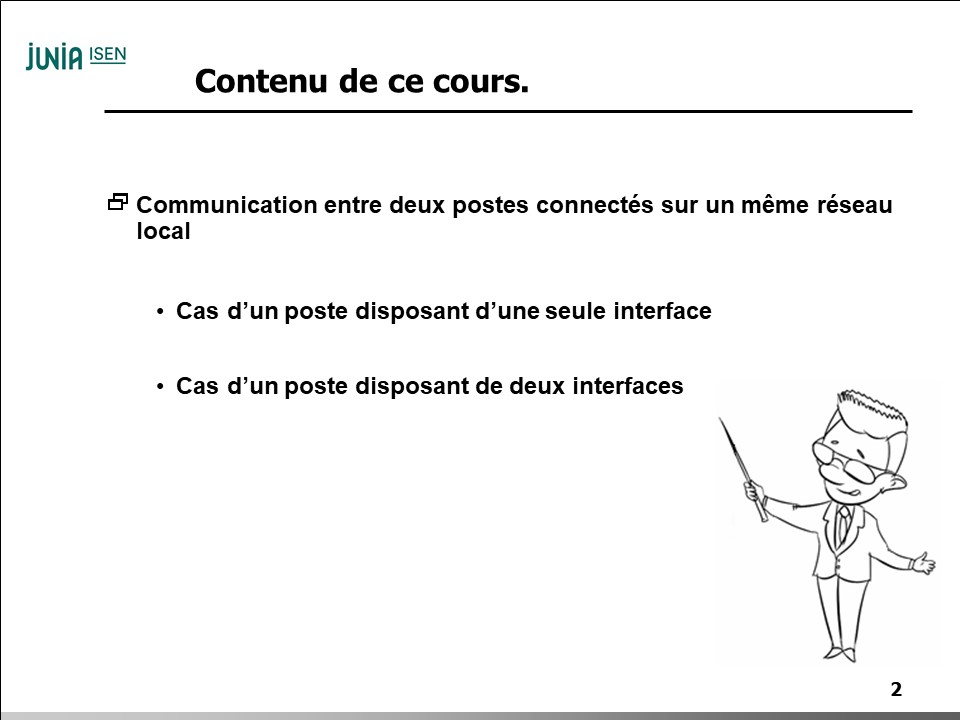 JUNIA ISEN
Contenu de ce cours.
Communication entre deux postes connectés sur un même réseau
local
• Cas d’un poste disposant d’une seule interface
• Cas d’un poste disposant de deux interfaces
2